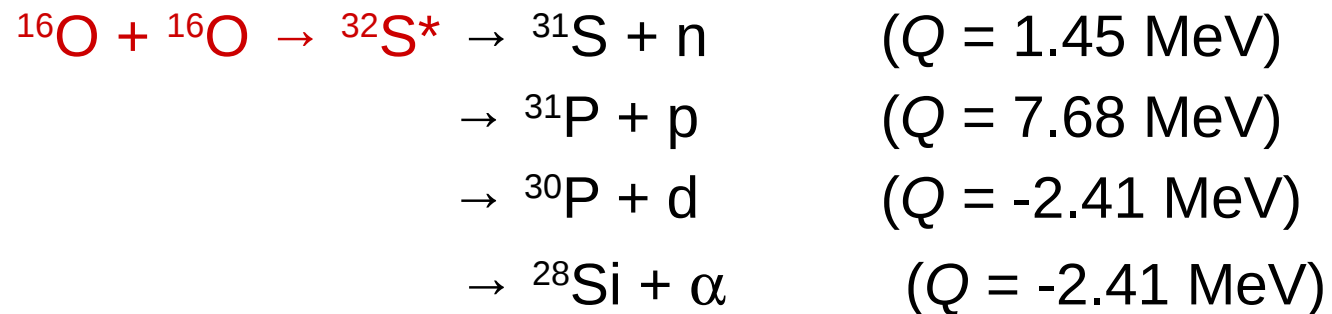 ¹⁶O + ¹⁶O → ³²S* → ³¹S + n (Q = 1.45 MeV)
→ ³¹P + p (Q = 7.68 MeV)
→ ³⁰P + d (Q = -2.41 MeV)
→ ²⁸Si + α (Q = -2.41 MeV)